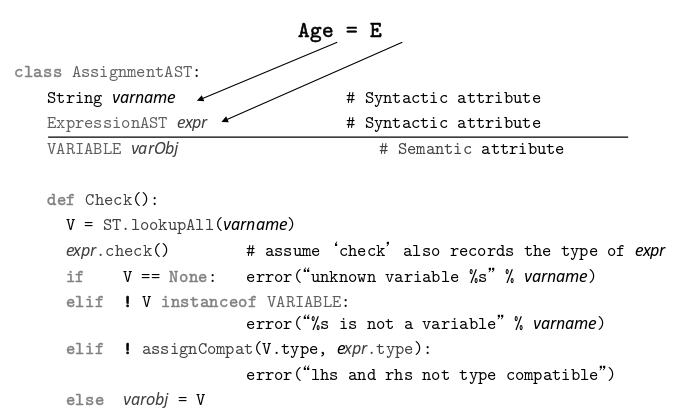 Age = E
class AssignmentAST:
String varname # Syntactic attribute
ExpressionAST expr # Syntactic attribute
VARIABLE varObj # Semantic attribute
def Check():
V = ST.lookupAll(varname)
expr.check() # assume ‘check’ also records the type of expr
if V == None: error(“unknown variable %s” % varname)
elif ! V instanceof VARIABLE:
error(“%s is not a variable” % varname)
elif ! assignCompat(V.type, expr.type):
error(“lhs and rhs not type compatible”)
else varobj = V